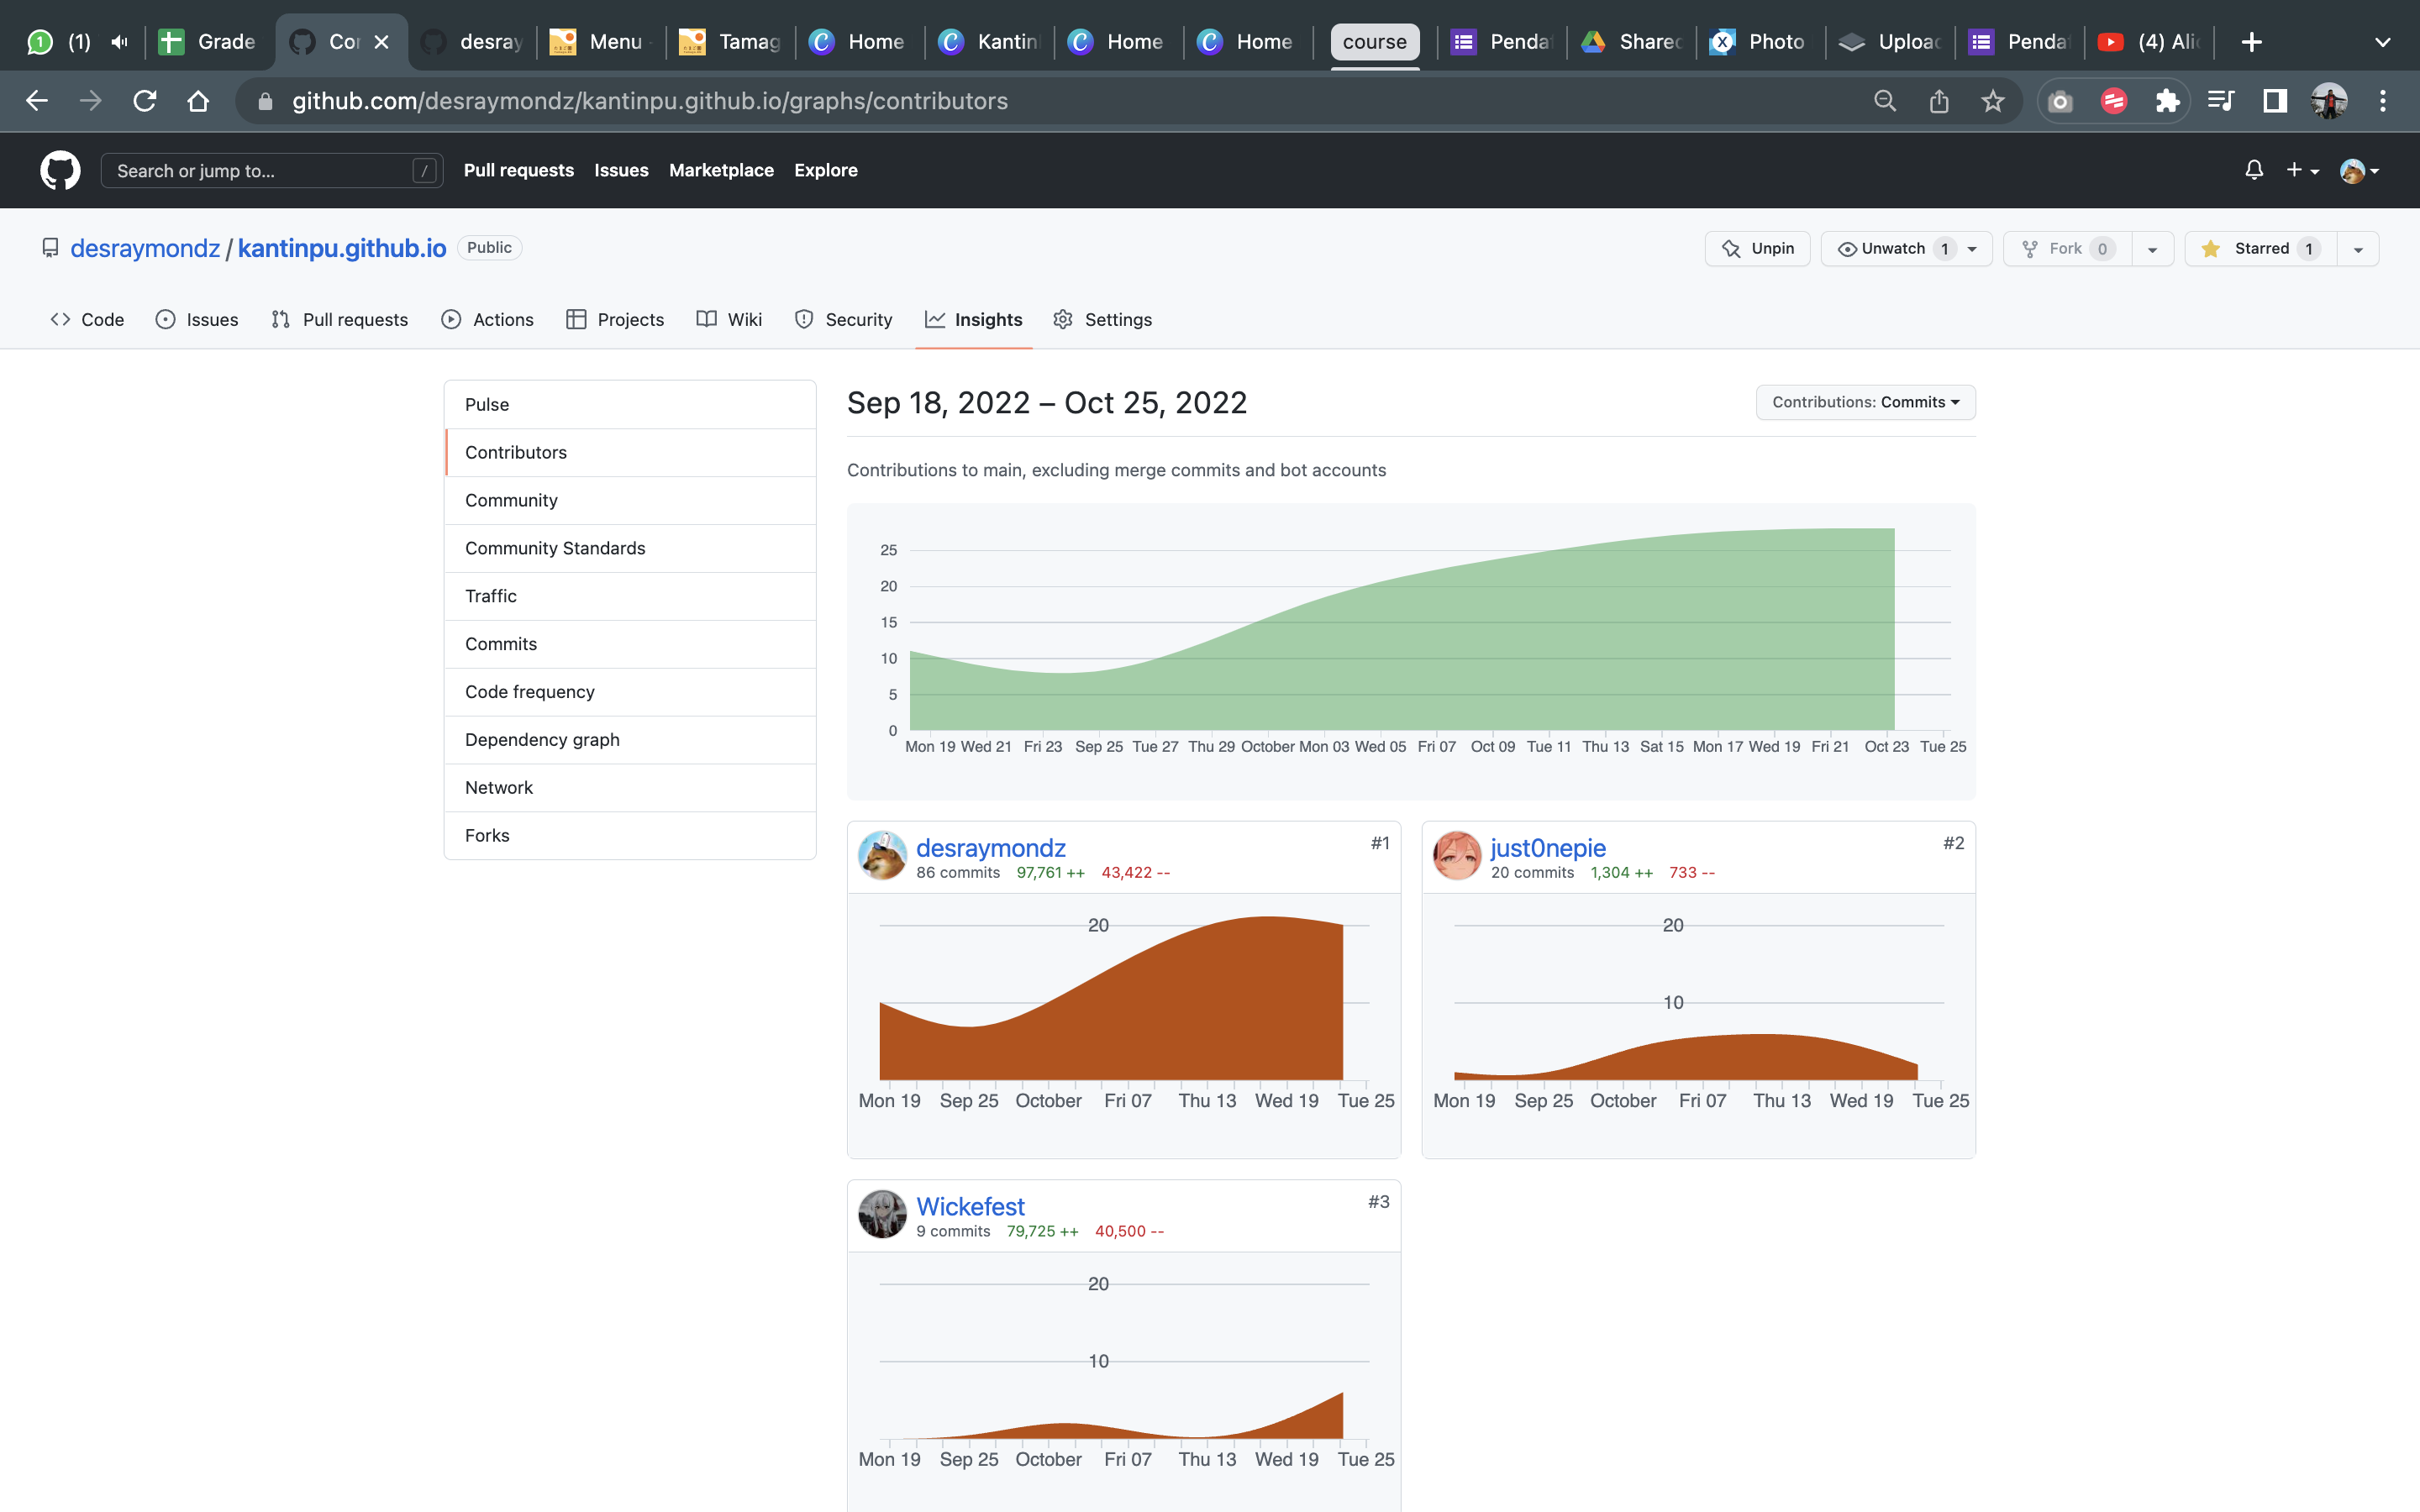 1 (1) Grade Cor desray Menu Tamag Home Kantin Home Home course Pendat Shared Photo Upload Pendat (4) Alic
github.com/desraymondz/kantinpu.github.io/graphs/contributors
Search or jump to... / Pull requests Issues Marketplace Explore
desraymondz / kantinpu.github.io Public Unpin Unwatch 1 Fork 0 Starred 1
Code Issues Pull requests Actions Projects Wiki Security Insights Settings
Pulse
Contributors
Community
Community Standards
Traffic
Commits
Code frequency
Dependency graph
Network
Forks
Sep 18, 2022 – Oct 25, 2022 Contributions: Commits
Contributions to main, excluding merge commits and bot accounts
25
20
15
10
5
0
Mon 19 Wed 21 Fri 23 Sep 25 Tue 27 Thu 29 October Mon 03 Wed 05 Fri 07 Oct 09 Tue 11 Thu 13 Sat 15 Mon 17 Wed 19 Fri 21 Oct 23 Tue 25
desraymondz #1
86 commits 97,761 ++ 43,422 --
20
Mon 19 Sep 25 October Fri 07 Thu 13 Wed 19 Tue 25
just0nepie #2
20 commits 1,304 ++ 733 --
20
10
Mon 19 Sep 25 October Fri 07 Thu 13 Wed 19 Tue 25
Wickefest #3
9 commits 79,725 ++ 40,500 --
20
10
Mon 19 Sep 25 October Fri 07 Thu 13 Wed 19 Tue 25